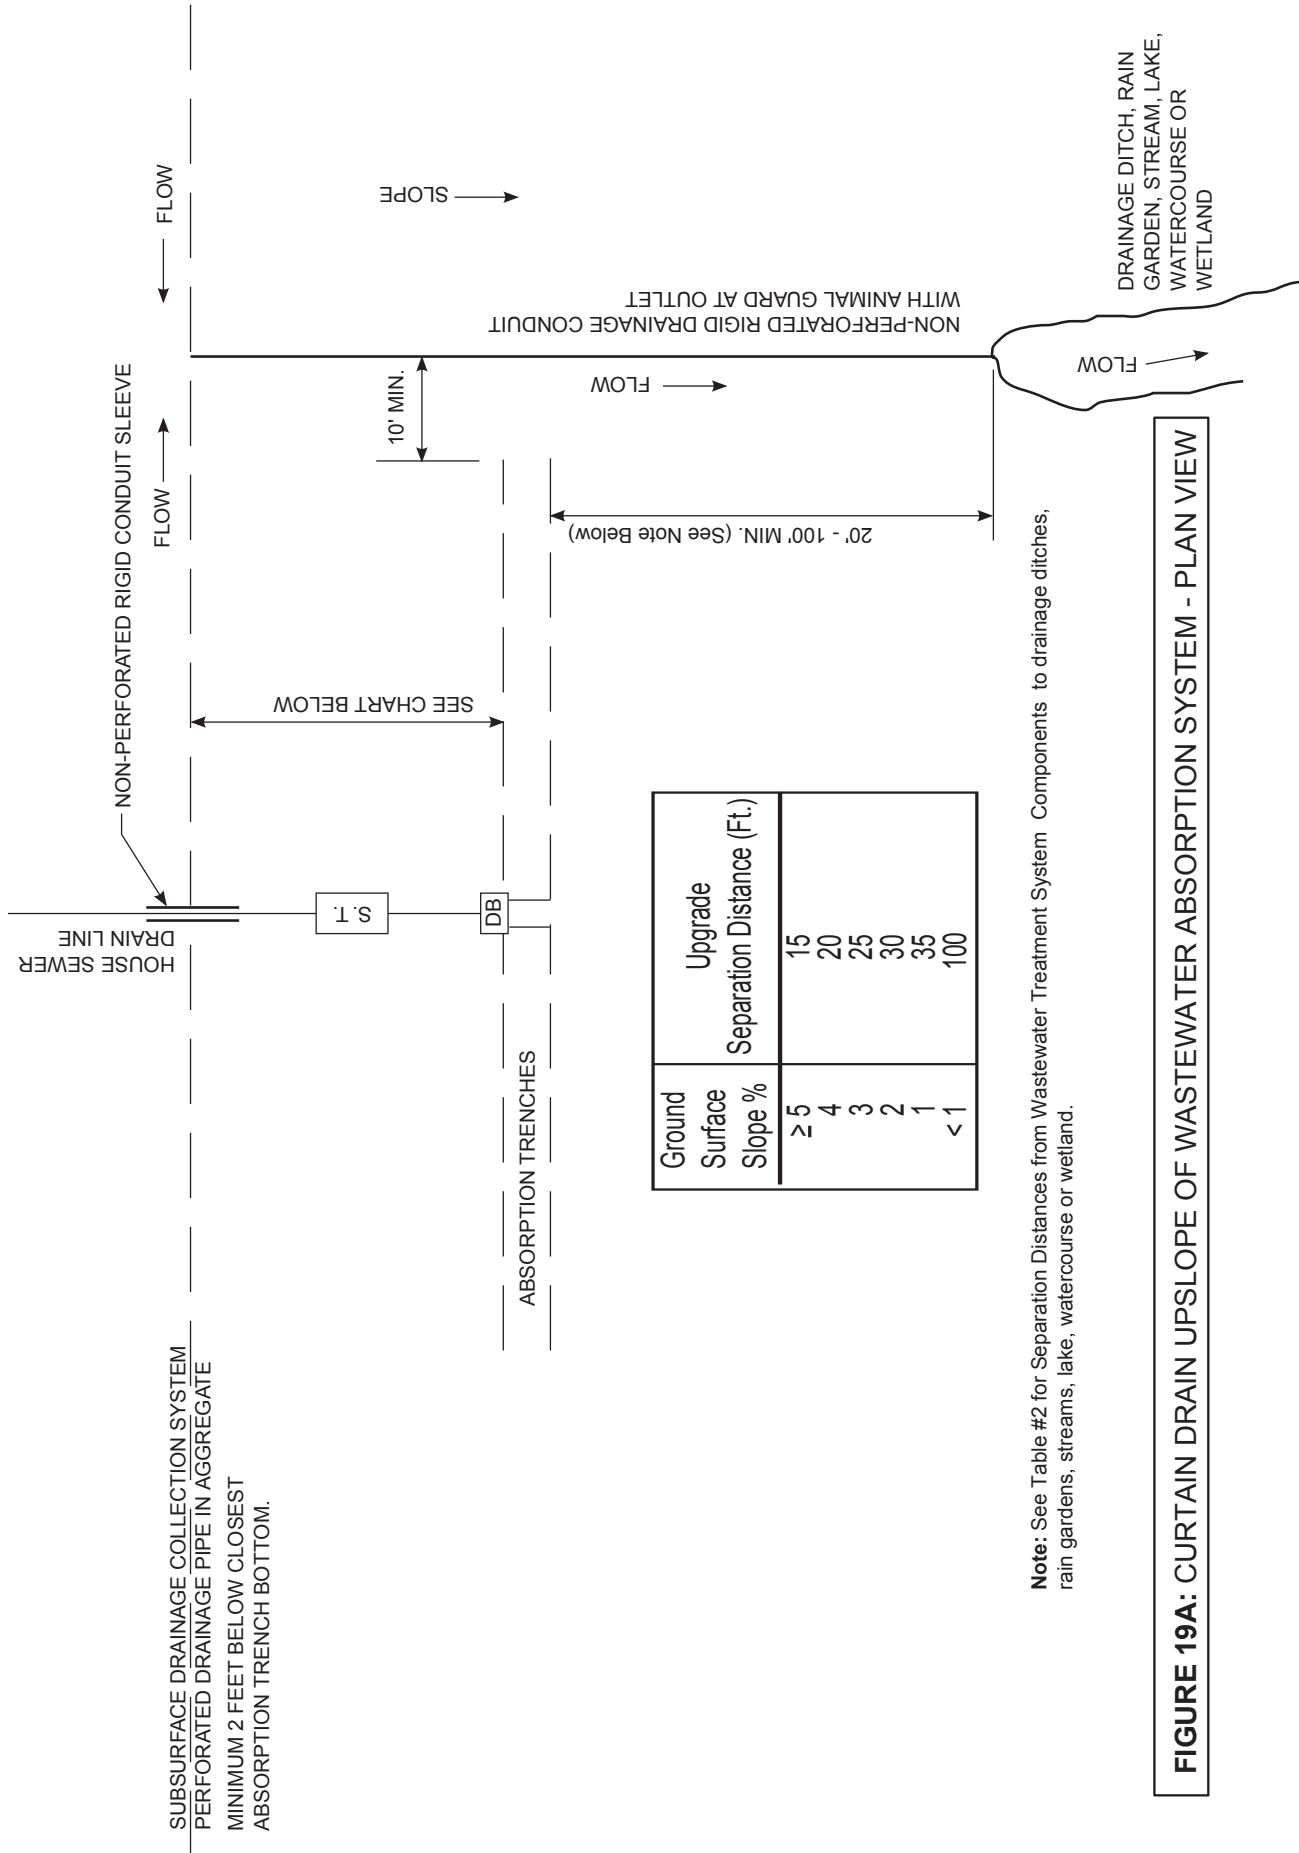 SUBSURFACE DRAINAGE COLLECTION SYSTEM
PERFORATED DRAINAGE PIPE IN AGGREGATE
MINIMUM 2 FEET BELOW CLOSEST
ABSORPTION TRENCH BOTTOM.
HOUSE SEWER
DRAIN LINE
NON-PERFORATED RIGID CONDUIT SLEEVE
FLOW
FLOW
S.T.
DB
SEE CHART BELOW
10' MIN.
SLOPE
ABSORPTION TRENCHES
20' - 100' MIN. (See Note Below)
FLOW
NON-PERFORATED RIGID DRAINAGE CONDUIT
WITH ANIMAL GUARD AT OUTLET
FLOW
DRAINAGE DITCH, RAIN
GARDEN, STREAM, LAKE,
WATERCOURSE OR
WETLAND
Ground
Surface
Slope %
Upgrade
Separation Distance (Ft.)
≥ 5 15
4 20
3 25
2 30
1 35
< 1 100
Note: See Table #2 for Separation Distances from Wastewater Treatment System Components to drainage ditches,
rain gardens, streams, lake, watercourse or wetland.
FIGURE 19A: CURTAIN DRAIN UPSLOPE OF WASTEWATER ABSORPTION SYSTEM - PLAN VIEW